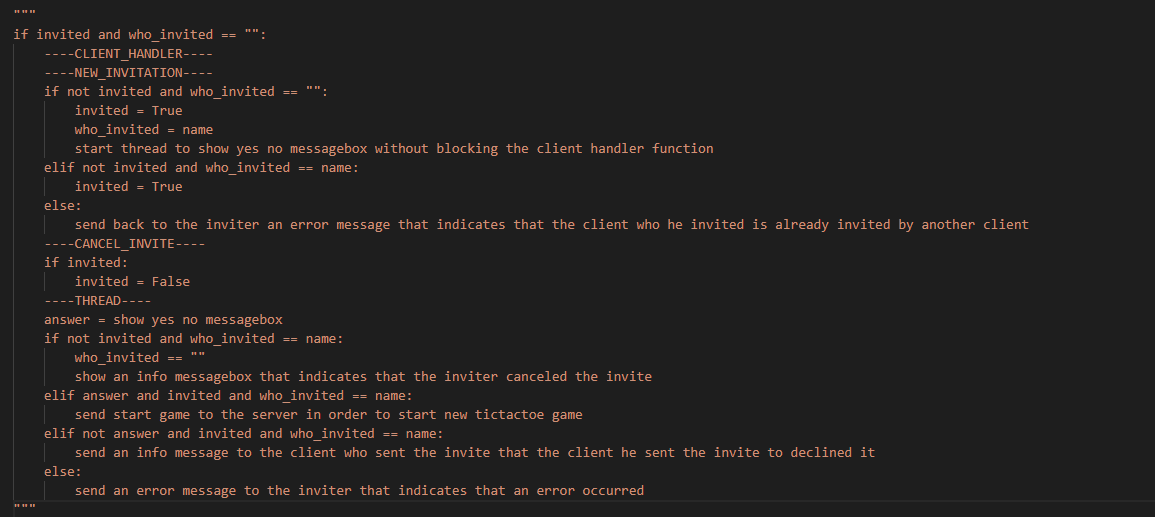 """
if invited and who_invited == "":
    ----CLIENT_HANDLER----
    ----NEW_INVITATION----
    if not invited and who_invited == "":
        invited = True
        who_invited = name
        start thread to show yes no messagebox without blocking the client handler function
    elif not invited and who_invited == name:
        invited = True
    else:
        send back to the inviter an error message that indicates that the client who he invited is already invited by another client
    ----CANCEL_INVITE----
    if invited:
        invited = False
    ----THREAD----
    answer = show yes no messagebox
    if not invited and who_invited == name:
        who_invited == ""
        show an info messagebox that indicates that the inviter canceled the invite
    elif answer and invited and who_invited == name:
        send start game to the server in order to start new tictactoe game
    elif not answer and invited and who_invited == name:
        send an info message to the client who sent the invite that the client he sent the invite to declined it
    else:
        send an error message to the inviter that indicates that an error occurred
"""